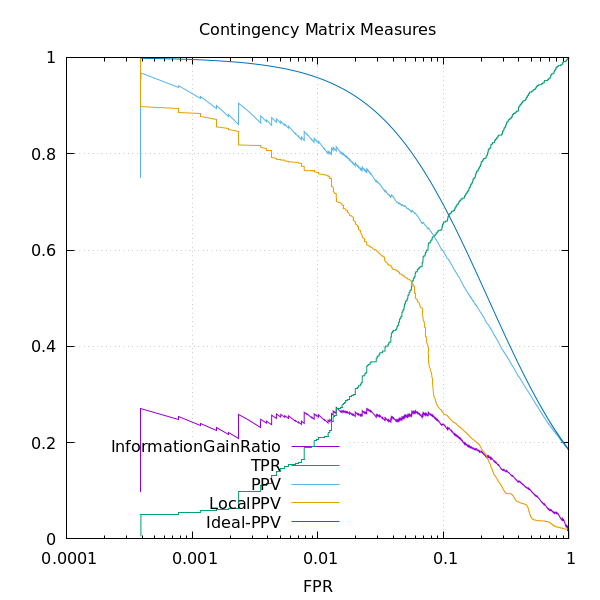 Contingency Matrix Measures
1
0.8
0.6
0.4
0.2
0
InformationGainRatio
TPR
PPV
LocalPPV
Ideal-PPV
0.0001 0.001 0.01 0.1 1
FPR